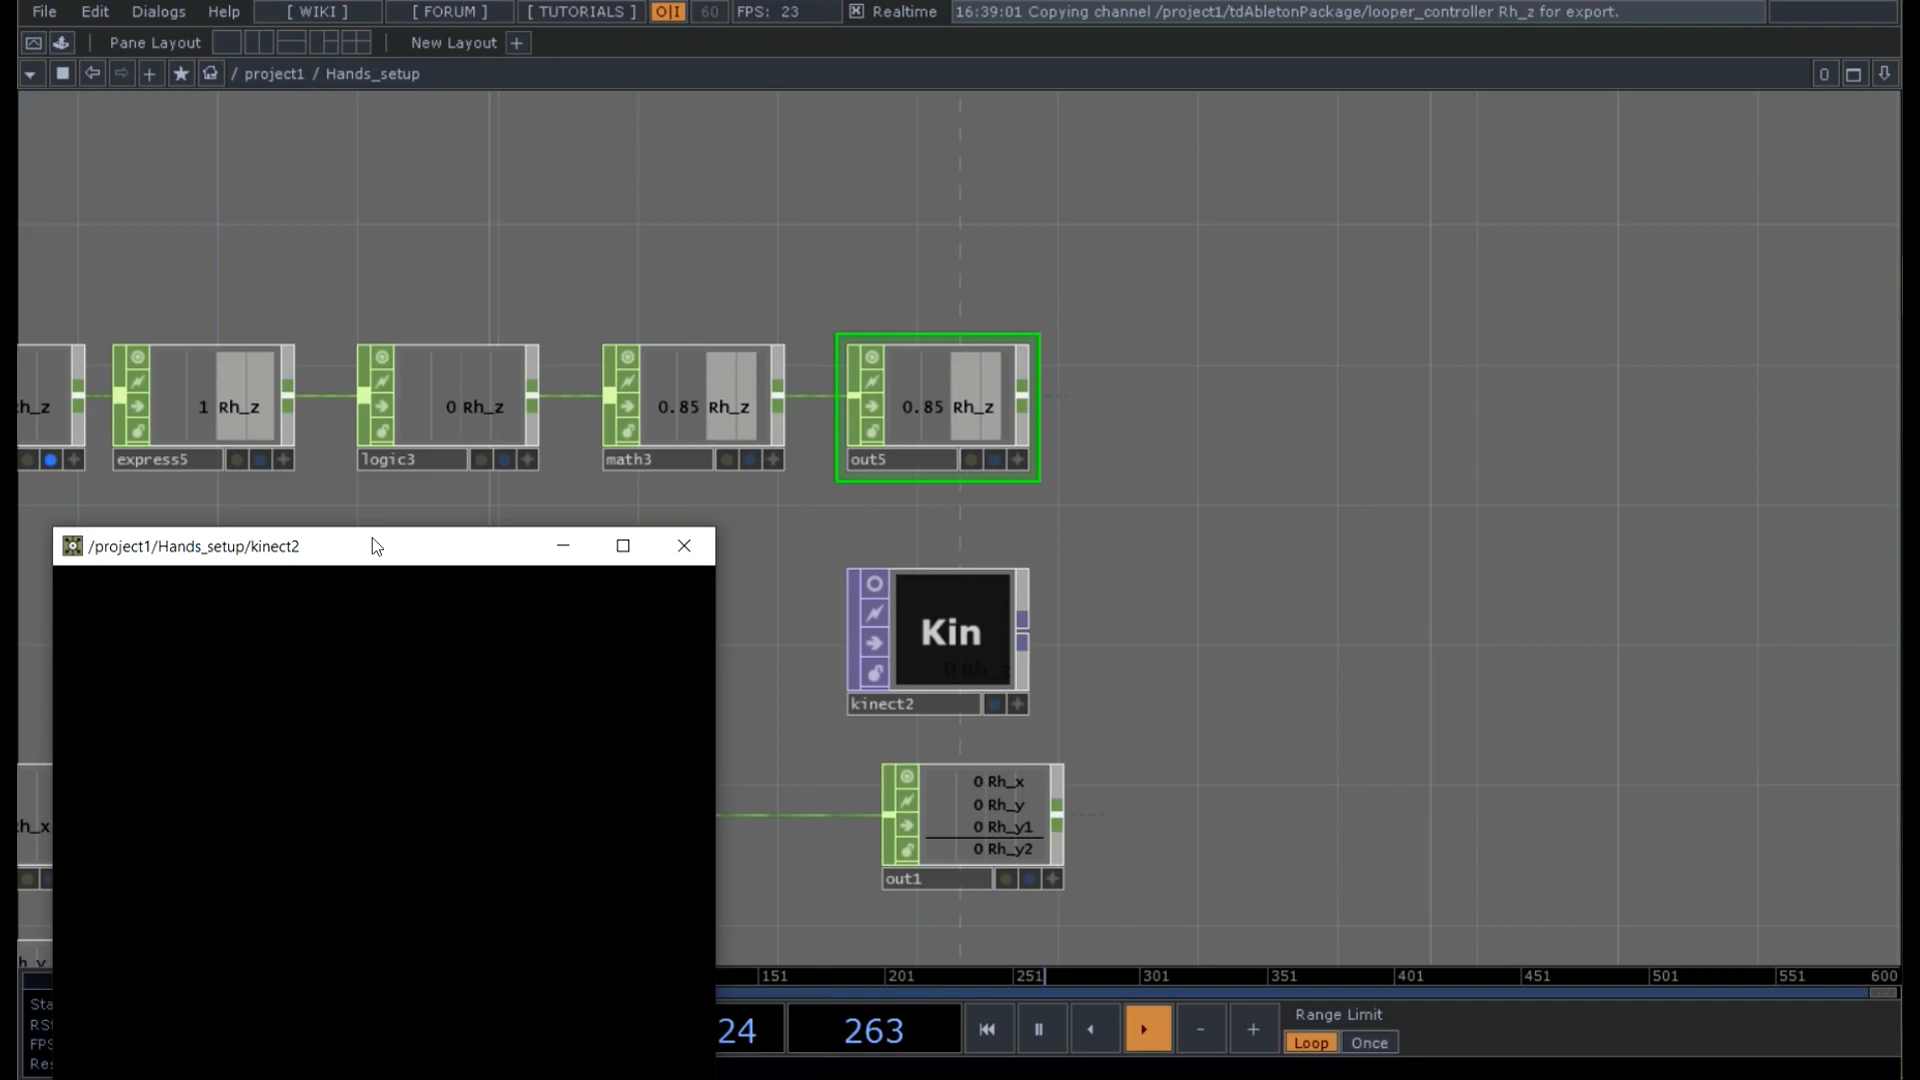 File Edit Dialogs Help [ WIKI ] [ FORUM ] [ TUTORIALS ] O|I 60 FPS: 23 Realtime 16:39:01 Copying channel /project1/tdAbletonPackage/looper_controller Rh_z for export.
Pane Layout New Layout +
/ project1 / Hands_setup 0
1 Rh_z 0 Rh_z 0.85 Rh_z 0.85 Rh_z
express5 logic3 math3 out5
/project1/Hands_setup/kinect2
Kin
0 Rh_z
kinect2
0 Rh_x
0 Rh_y
0 Rh_y1
0 Rh_y2
out1
151 201 251 301 351 401 451 501 551 600
24 263
Range Limit
Loop Once